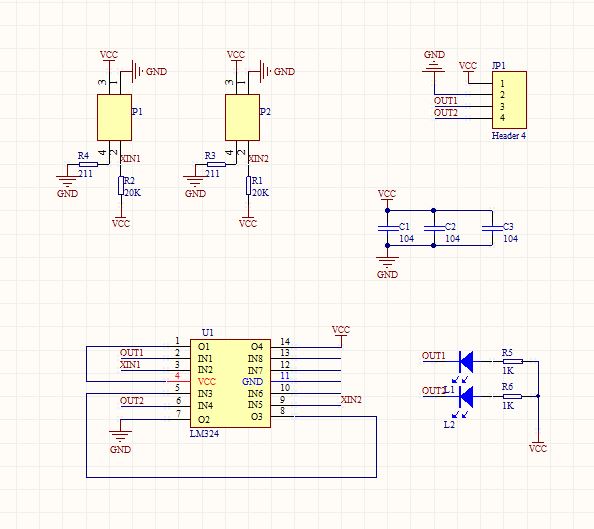 VCC
GND
3
1
P1
4
2
XIN1
R4
211
GND
R2
20K
VCC
VCC
GND
3
1
P2
4
2
XIN2
R3
211
GND
R1
20K
VCC
GND
VCC
JP1
1
2
OUT1
3
OUT2
4
Header 4
VCC
C1
104
C2
104
C3
104
GND
U1
1
O1
O4
14
VCC
OUT1
2
IN1
IN8
13
XIN1
3
IN2
IN7
12
4
VCC
GND
11
5
IN3
IN6
10
OUT2
6
IN4
IN5
9
XIN2
7
O2
O3
8
GND
LM324
OUT1
R5
1K
L1
OUT2
R6
1K
L2
VCC